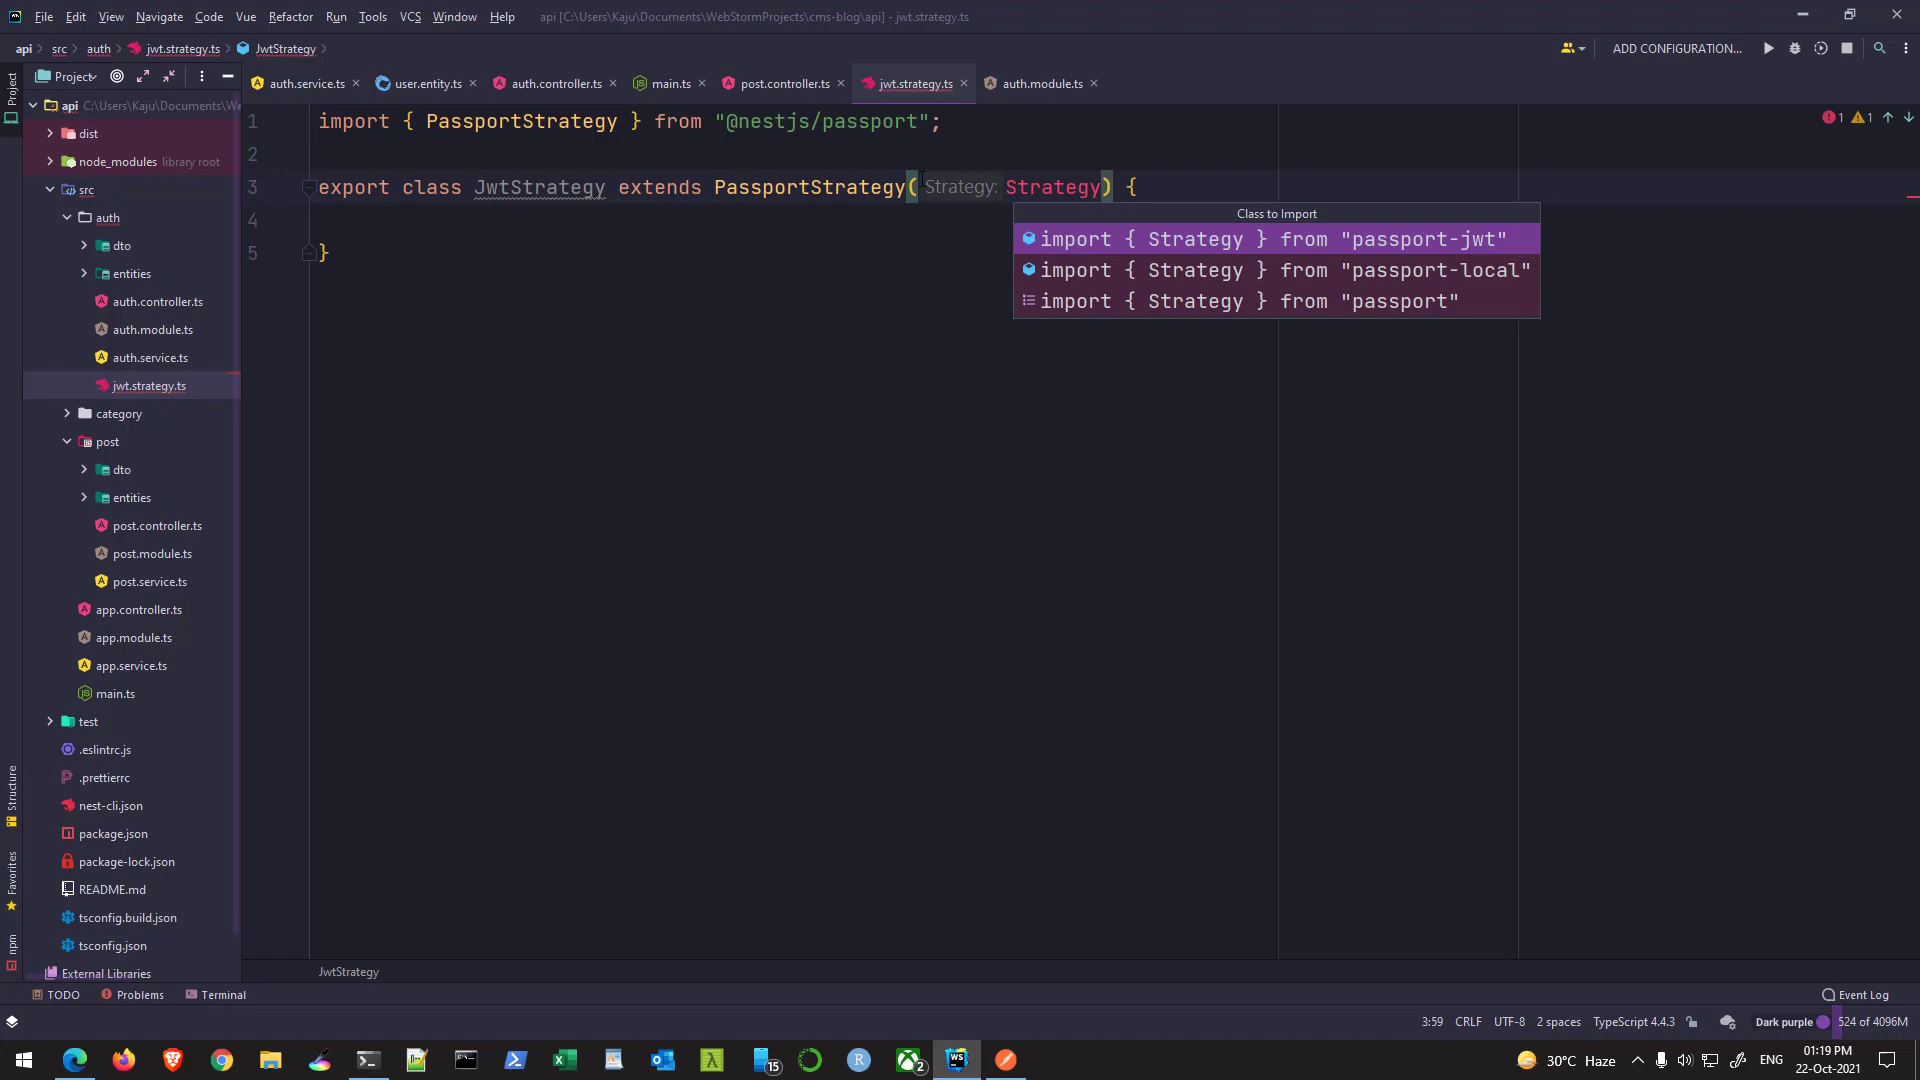 File Edit View Navigate Code Vue Refactor Run Tools VCS Window Help api [C:\Users\Kaju\Documents\WebStormProjects\cms-blog\api] - jwt.strategy.ts
api src auth jwt.strategy.ts JwtStrategy ADD CONFIGURATION...
Project
auth.service.ts user.entity.ts auth.controller.ts main.ts post.controller.ts jwt.strategy.ts auth.module.ts
Project
api C:\Users\Kaju\Documents\We
dist
node_modules library root
src
auth
dto
entities
auth.controller.ts
auth.module.ts
auth.service.ts
jwt.strategy.ts
category
post
dto
entities
post.controller.ts
post.module.ts
post.service.ts
app.controller.ts
app.module.ts
app.service.ts
main.ts
test
.eslintrc.js
.prettierrc
nest-cli.json
package.json
package-lock.json
README.md
tsconfig.build.json
tsconfig.json
External Libraries
Structure
Favorites
npm
1 import { PassportStrategy } from "@nestjs/passport";
2
3 export class JwtStrategy extends PassportStrategy( Strategy: Strategy) {
4
5 }
1 1
Class to Import
import { Strategy } from "passport-jwt"
import { Strategy } from "passport-local"
import { Strategy } from "passport"
JwtStrategy
TODO Problems Terminal Event Log
3:59 CRLF UTF-8 2 spaces TypeScript 4.4.3 Dark purple 524 of 4096M
15 R 2 WS 30°C Haze ENG 01:19 PM
22-Oct-2021